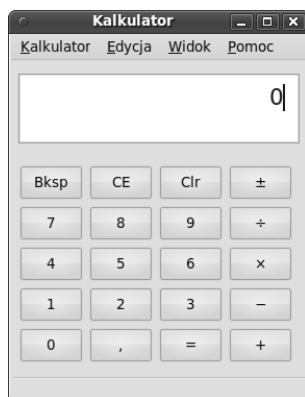 Kalkulator
Kalkulator Edycja Widok Pomoc
0
Bksp CE Clr ±
7 8 9 ÷
4 5 6 ×
1 2 3 −
0 , = +